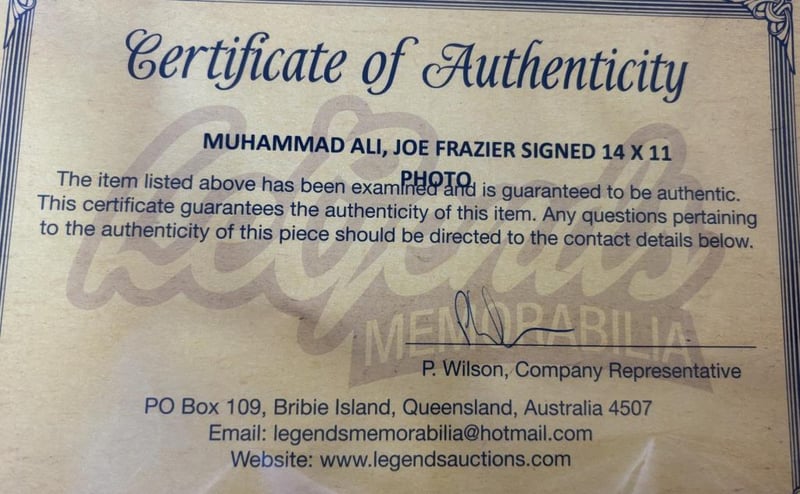 Certificate of Authenticity
MUHAMMAD ALI, JOE FRAZIER SIGNED 14 X 11
PHOTO
The item listed above has been examined and is guaranteed to be authentic.
This certificate guarantees the authenticity of this item. Any questions pertaining
to the authenticity of this piece should be directed to the contact details below.
Legends
MEMORABILIA
P. Wilson, Company Representative
PO Box 109, Bribie Island, Queensland, Australia 4507
Email: legendsmemorabilia@hotmail.com
Website: www.legendsauctions.com